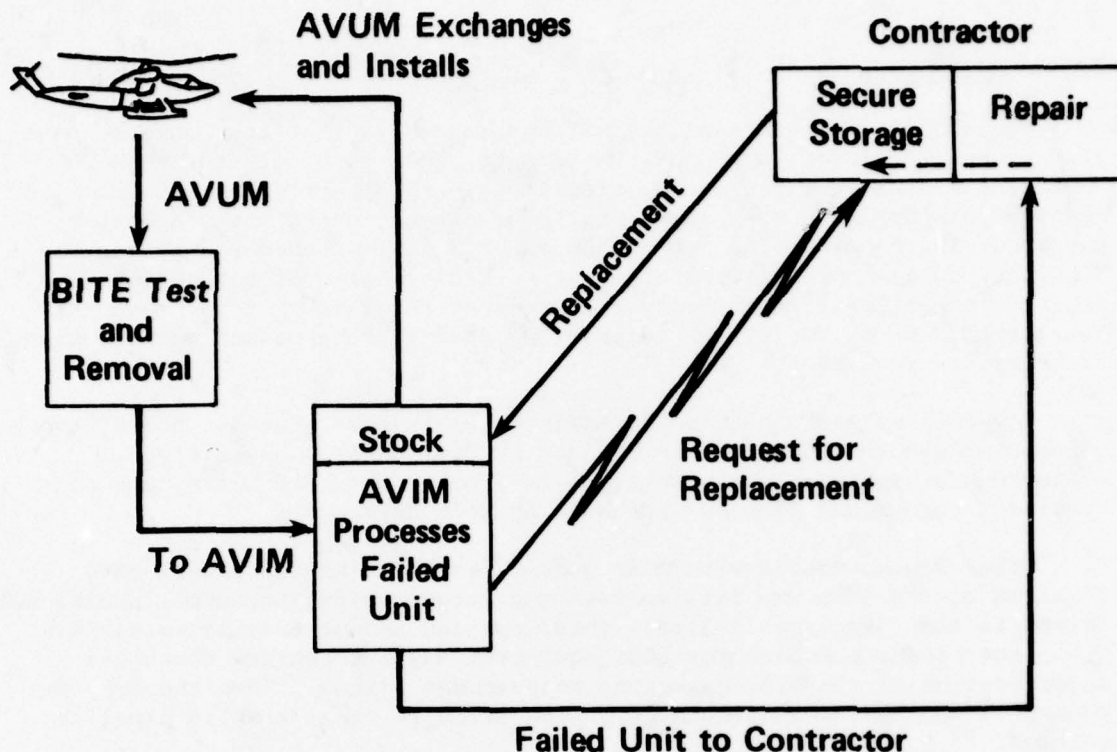 AVUM Exchanges
and Installs
Contractor
Secure
Storage
Repair
AVUM
BITE Test
and
Removal
Replacement
Stock
AVIM
Processes
Failed
Unit
Request for
Replacement
To AVIM
Failed Unit to Contractor